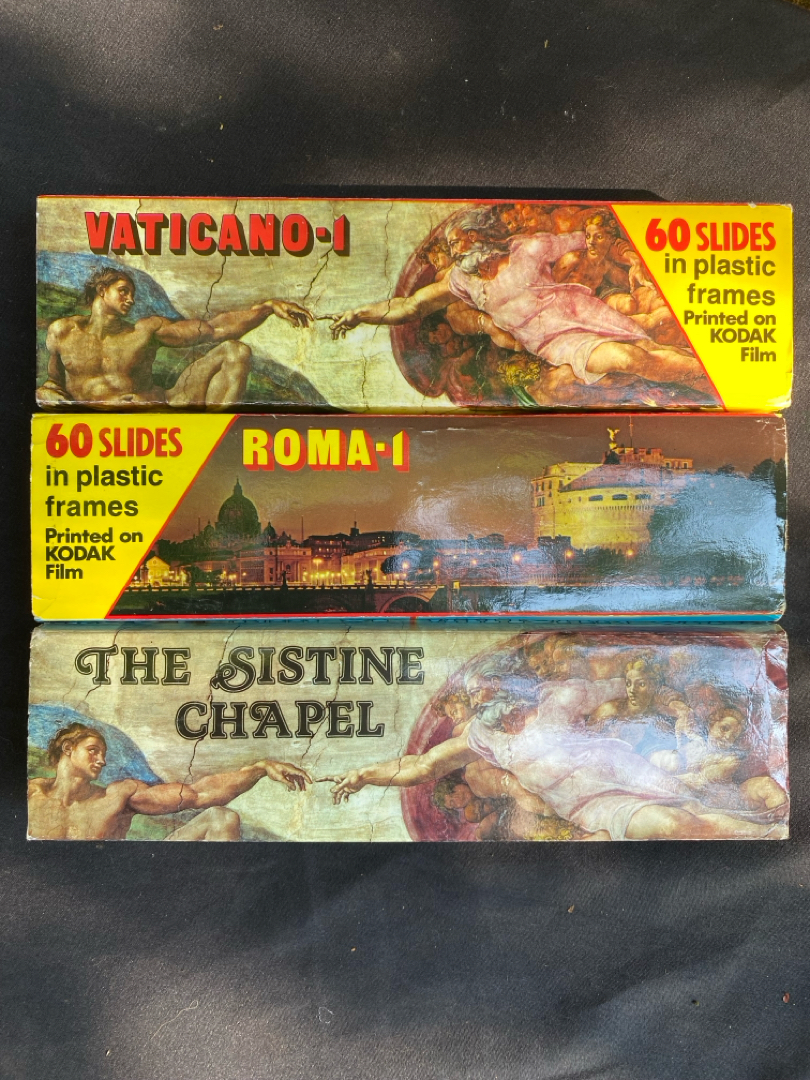 VATICANO-1
60 SLIDES
in plastic
frames
Printed on
KODAK
Film
60 SLIDES
in plastic
frames
Printed on
KODAK
Film
ROMA-1
THE SISTINE
CHAPEL